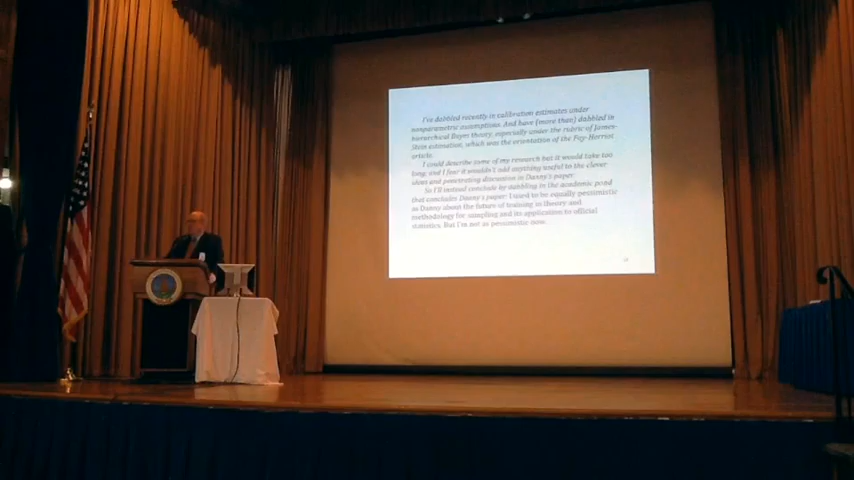 I've dabbled recently in calibration estimates under
nonparametric assumptions. And have (more than) dabbled in
hierarchical Bayes theory, especially under the rubric of James-
Stein estimation, which was the orientation of the Fay-Herriot
article.
I could describe some of my research but it would take too
long; and I fear it wouldn't add anything useful to the clever
ideas and penetrating discussion in Danny's paper.
So I'll instead conclude by dabbling in the academic pond
that concludes Danny's paper: I used to be equally pessimistic
as Danny about the future of training in theory and
methodology for sampling and its application to official
statistics. But I'm not as pessimistic now.